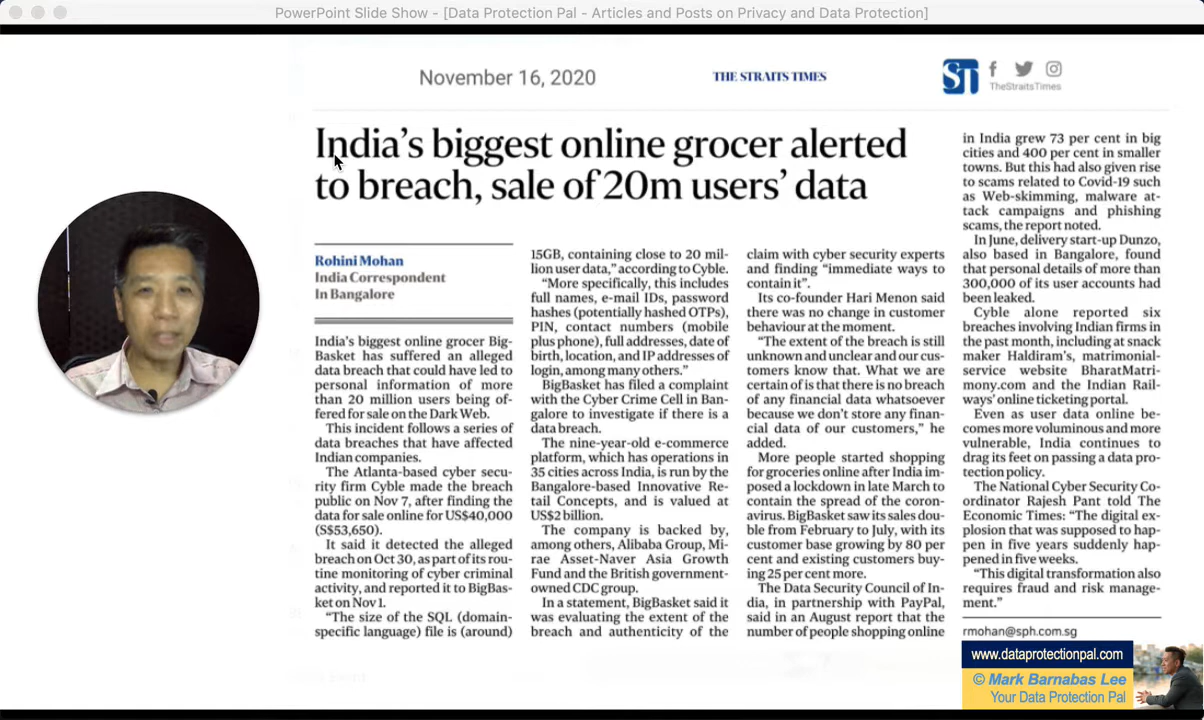 PowerPoint Slide Show - [Data Protection Pal - Articles and Posts on Privacy and Data Protection]
November 16, 2020
THE STRAITS TIMES
ST
TheStraitsTimes
India's biggest online grocer alerted
to breach, sale of 20m users' data
Rohini Mohan
India Correspondent
In Bangalore
India's biggest online grocer Big-
Basket has suffered an alleged
data breach that could have led to
personal information of more
than 20 million users being of-
fered for sale on the Dark Web.
This incident follows a series of
data breaches that have affected
Indian companies.
The Atlanta-based cyber secu-
rity firm Cyble made the breach
public on Nov 7, after finding the
data for sale online for US$40,000
(S$53,650).
It said it detected the alleged
breach on Oct 30, as part of its rou-
tine monitoring of cyber criminal
activity, and reported it to BigBas-
ket on Nov 1.
"The size of the SQL (domain-
specific language) file is (around)
15GB, containing close to 20 mil-
lion user data," according to Cyble.
"More specifically, this includes
full names, e-mail IDs, password
hashes (potentially hashed OTPs),
PIN, contact numbers (mobile
plus phone), full addresses, date of
birth, location, and IP addresses of
login, among many others."
BigBasket has filed a complaint
with the Cyber Crime Cell in Ban-
galore to investigate if there is a
data breach.
The nine-year-old e-commerce
platform, which has operations in
35 cities across India, is run by the
Bangalore-based Innovative Re-
tail Concepts, and is valued at
US$2 billion.
The company is backed by,
among others, Alibaba Group, Mi-
rae Asset-Naver Asia Growth
Fund and the British government-
owned CDC group.
In a statement, BigBasket said it
was evaluating the extent of the
breach and authenticity of the
claim with cyber security experts
and finding "immediate ways to
contain it".
Its co-founder Hari Menon said
there was no change in customer
behaviour at the moment.
"The extent of the breach is still
unknown and unclear and our cus-
tomers know that. What we are
certain of is that there is no breach
of any financial data whatsoever
because we don't store any finan-
cial data of our customers," he
added.
More people started shopping
for groceries online after India im-
posed a lockdown in late March to
contain the spread of the coron-
avirus. BigBasket saw its sales dou-
ble from February to July, with its
customer base growing by 80 per
cent and existing customers buy-
ing 25 per cent more.
The Data Security Council of In-
dia, in partnership with PayPal,
said in an August report that the
number of people shopping online
in India grew 73 per cent in big
cities and 400 per cent in smaller
towns. But this had also given rise
to scams related to Covid-19 such
as Web-skimming, malware at-
tack campaigns and phishing
scams, the report noted.
In June, delivery start-up Dunzo,
also based in Bangalore, found
that personal details of more than
300,000 of its user accounts had
been leaked.
Cyble alone reported six
breaches involving Indian firms in
the past month, including at snack
maker Haldiram's, matrimonial-
service website BharatMatri-
mony.com and the Indian Rail-
ways' online ticketing portal.
Even as user data online be-
comes more voluminous and more
vulnerable, India continues to
drag its feet on passing a data pro-
tection policy.
The National Cyber Security Co-
ordinator Rajesh Pant told The
Economic Times: "The digital ex-
plosion that was supposed to hap-
pen in five years suddenly hap-
pened in five weeks.
"This digital transformation also
requires fraud and risk manage-
ment."
rmohan@sph.com.sg
www.dataprotectionpal.com
© Mark Barnabas Lee
Your Data Protection Pal